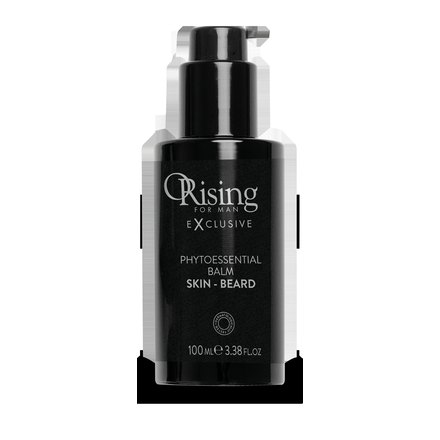 ORising
FOR MAN
EXCLUSIVE
PHYTOESSENTIAL
BALM
SKIN - BEARD
100 ML ℮ 3.38 FL.OZ